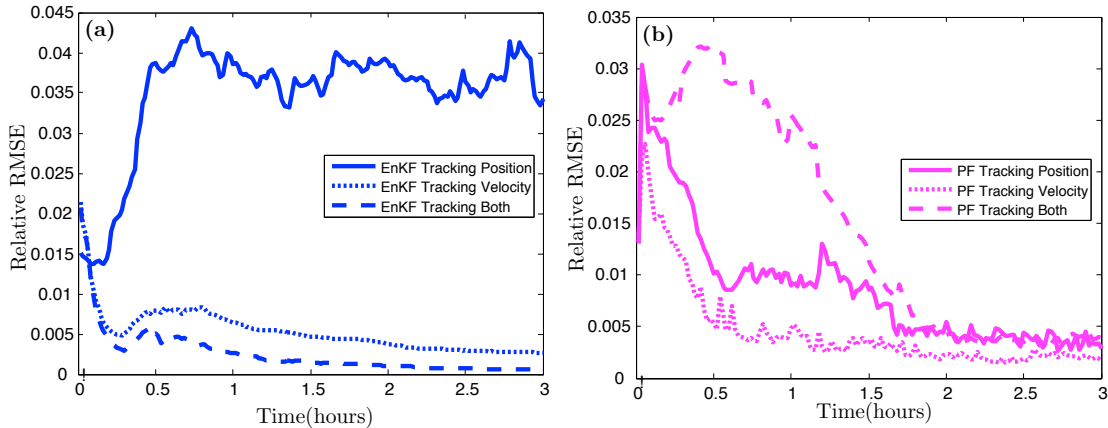 (a)
Relative RMSE
0.045
0.04
0.035
0.03
0.025
0.02
0.015
0.01
0.005
0
EnKF Tracking Position
EnKF Tracking Velocity
EnKF Tracking Both
0 0.5 1 1.5 2 2.5 3
Time(hours)
(b)
Relative RMSE
0.035
0.03
0.025
0.02
0.015
0.01
0.005
0
PF Tracking Position
PF Tracking Velocity
PF Tracking Both
0 0.5 1 1.5 2 2.5 3
Time(hours)